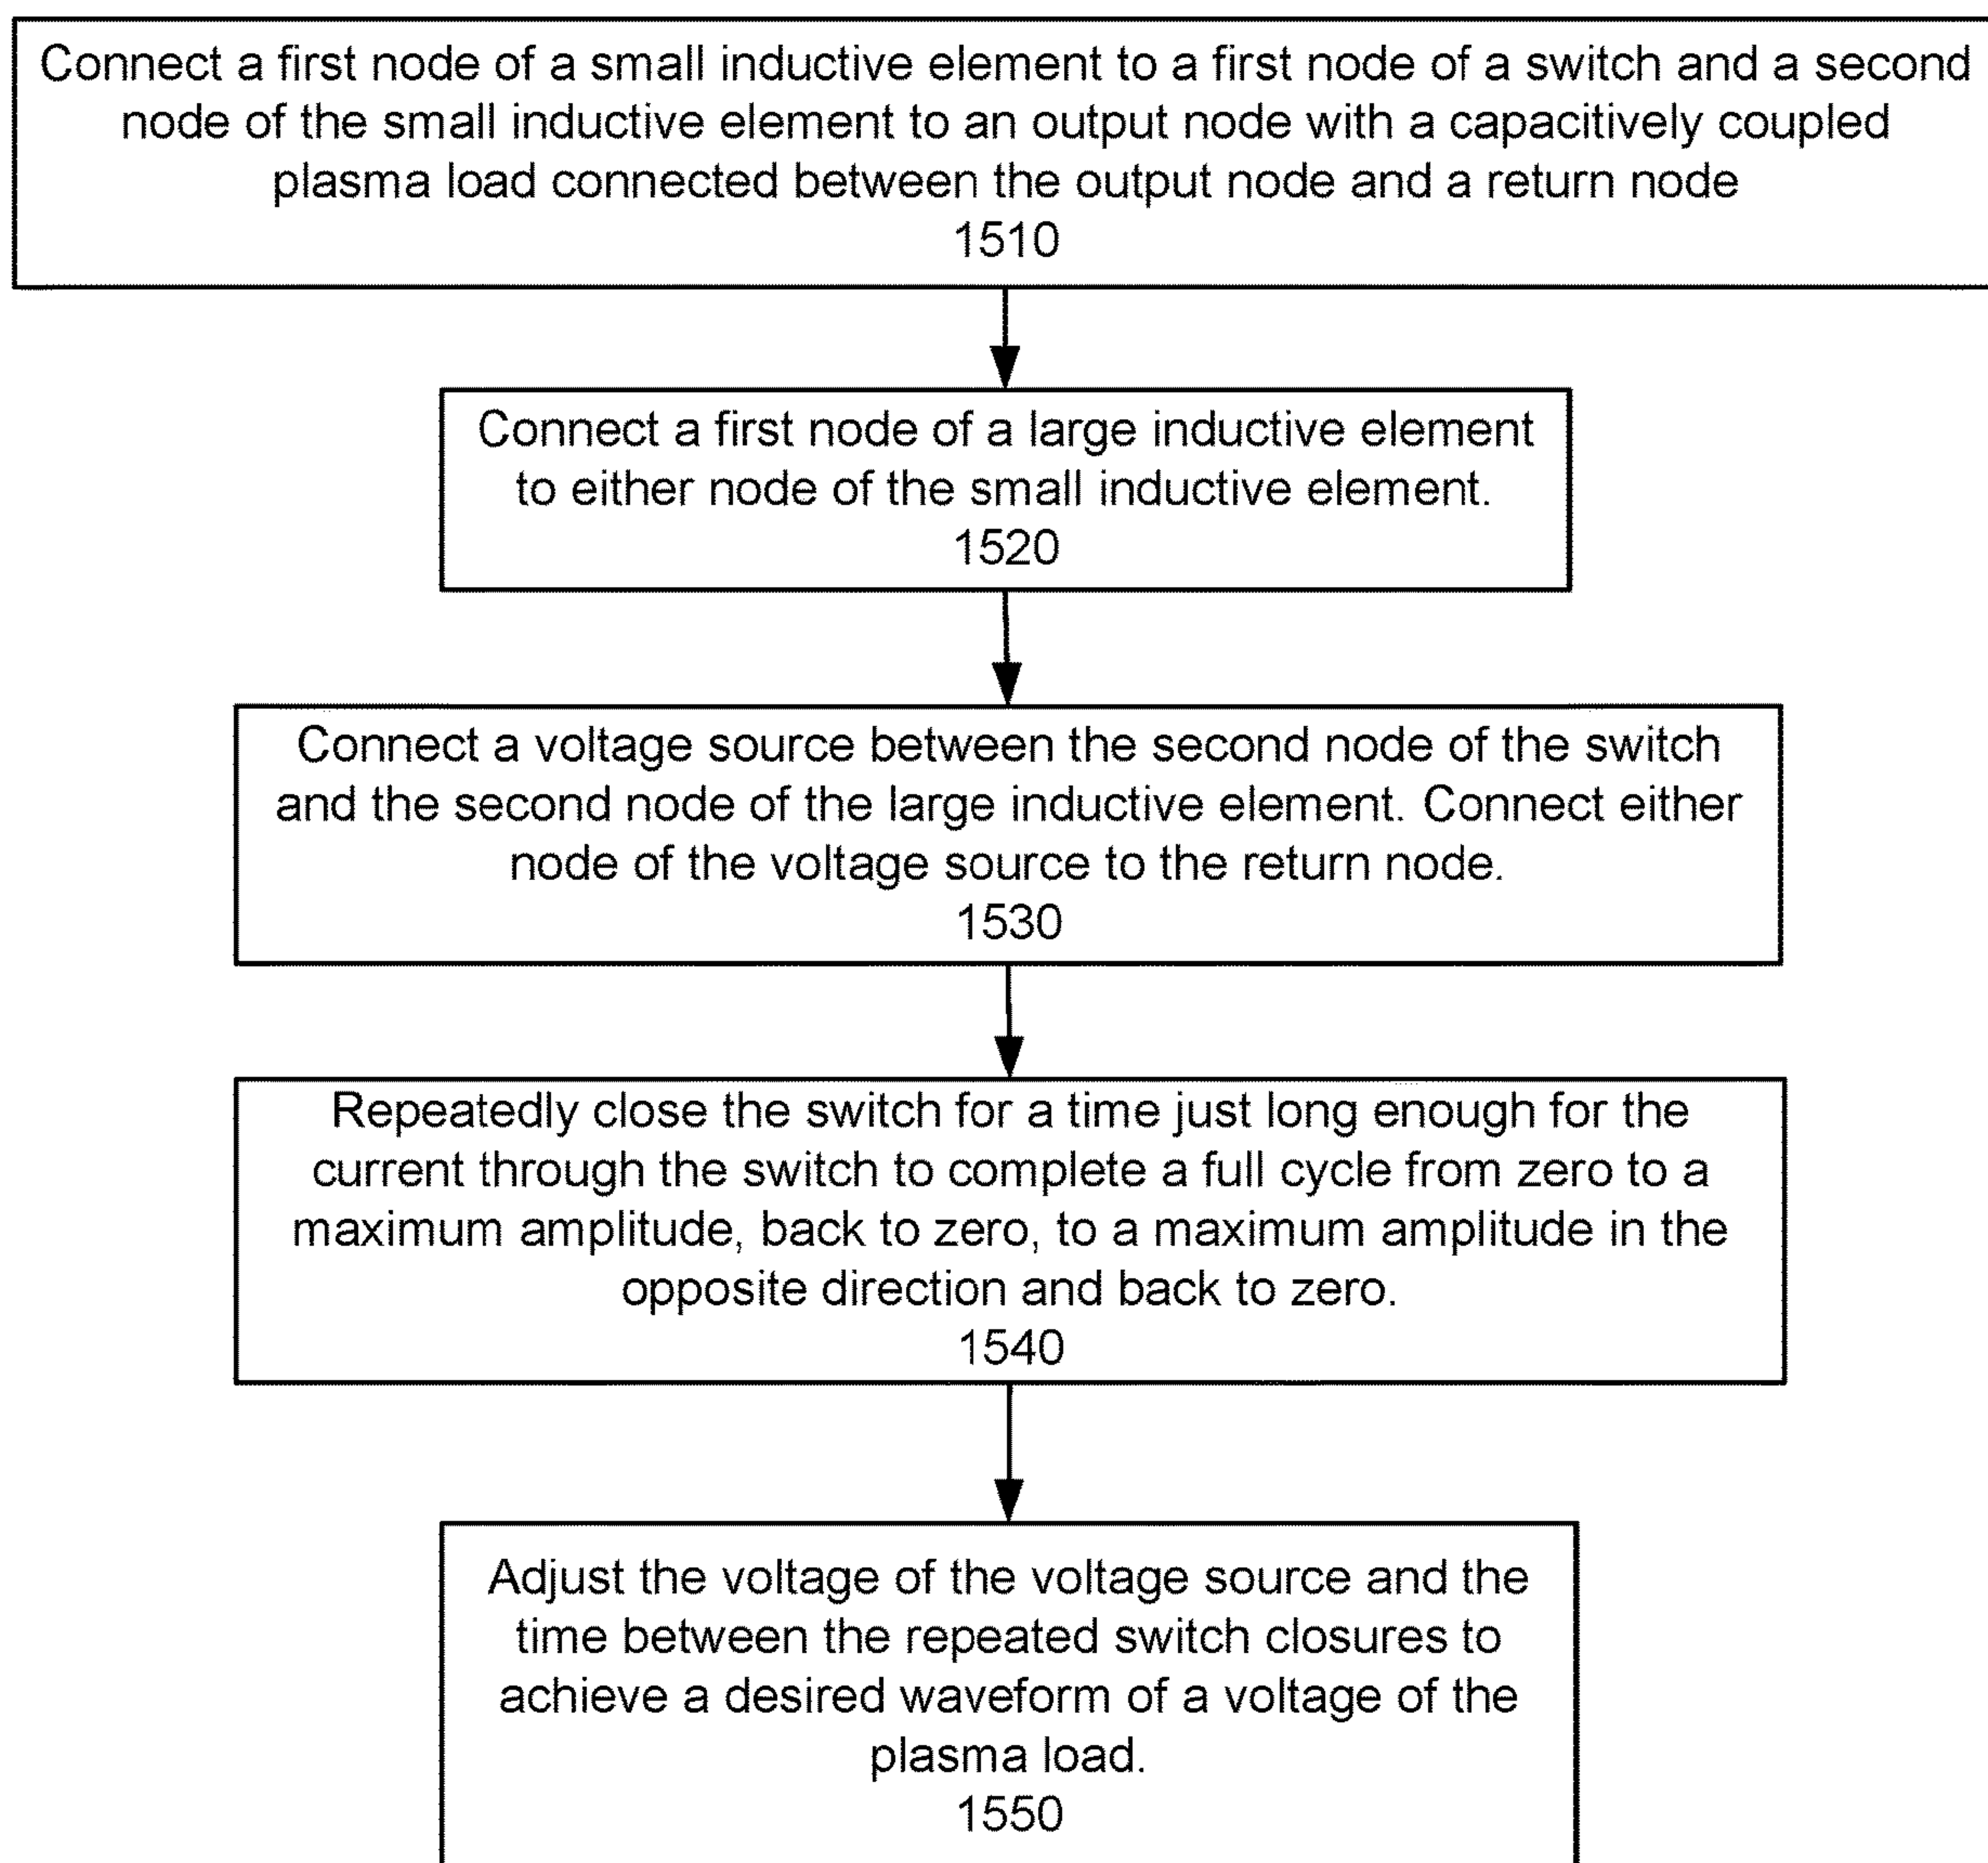 Connect a first node of a small inductive element to a first node of a switch and a second
node of the small inductive element to an output node with a capacitively coupled
plasma load connected between the output node and a return node
1510
Connect a first node of a large inductive element
to either node of the small inductive element.
1520
Connect a voltage source between the second node of the switch
and the second node of the large inductive element. Connect either
node of the voltage source to the return node.
1530
Repeatedly close the switch for a time just long enough for the
current through the switch to complete a full cycle from zero to a
maximum amplitude, back to zero, to a maximum amplitude in the
opposite direction and back to zero.
1540
Adjust the voltage of the voltage source and the
time between the repeated switch closures to
achieve a desired waveform of a voltage of the
plasma load.
1550